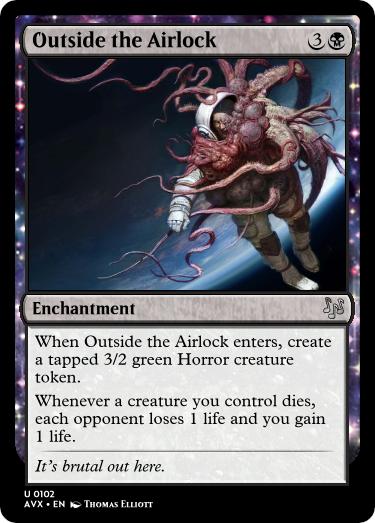 Outside the Airlock 3
Enchantment
When Outside the Airlock enters, create
a tapped 3/2 green Horror creature
token.
Whenever a creature you control dies,
each opponent loses 1 life and you gain
1 life.
It's brutal out here.
U 0102
AVX • EN Thomas Elliott